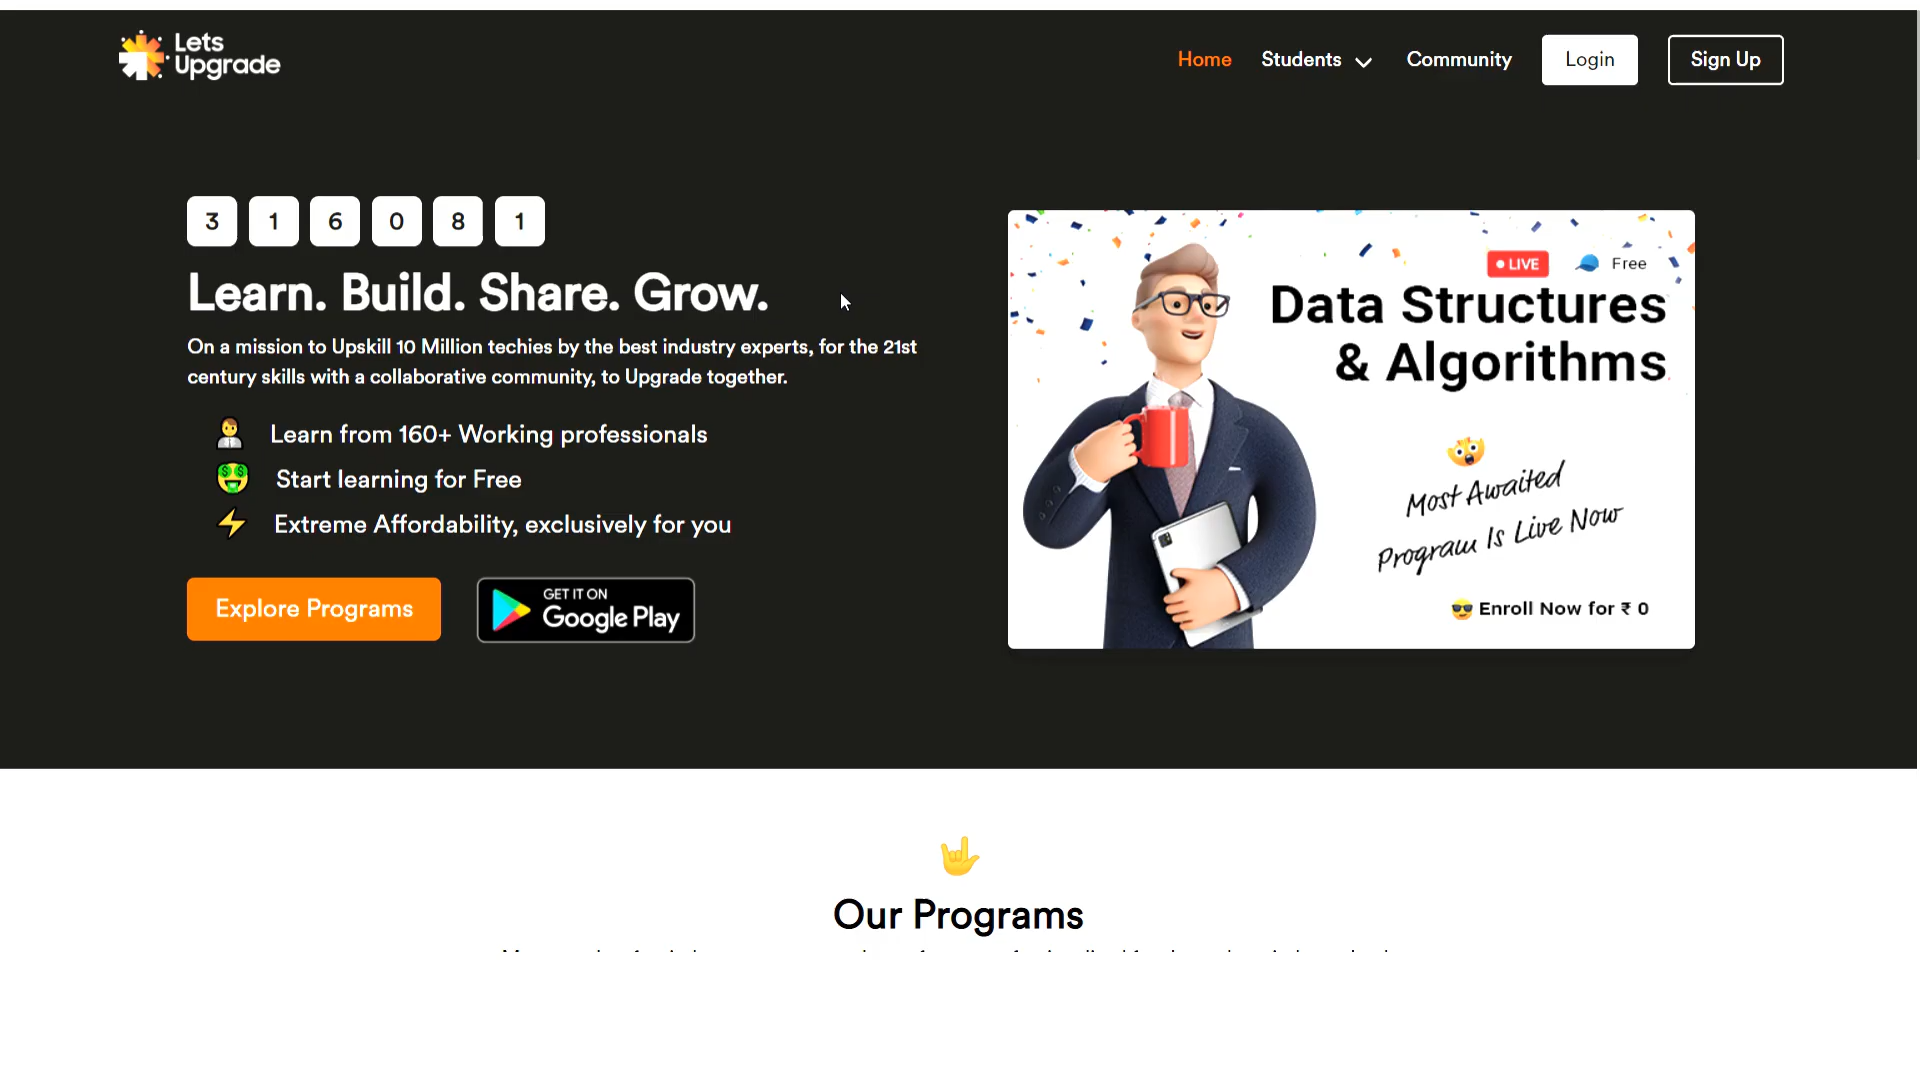 Lets
Upgrade
Home
Students
Community
Login
Sign Up
3 1 6 0 8 1
Learn. Build. Share. Grow.
On a mission to Upskill 10 Million techies by the best industry experts, for the 21st
century skills with a collaborative community, to Upgrade together.
Learn from 160+ Working professionals
Start learning for Free
Extreme Affordability, exclusively for you
Explore Programs
GET IT ON
Google Play
LIVE
Free
Data Structures
& Algorithms
Most Awaited
Program Is Live Now
Enroll Now for ₹ 0
Our Programs